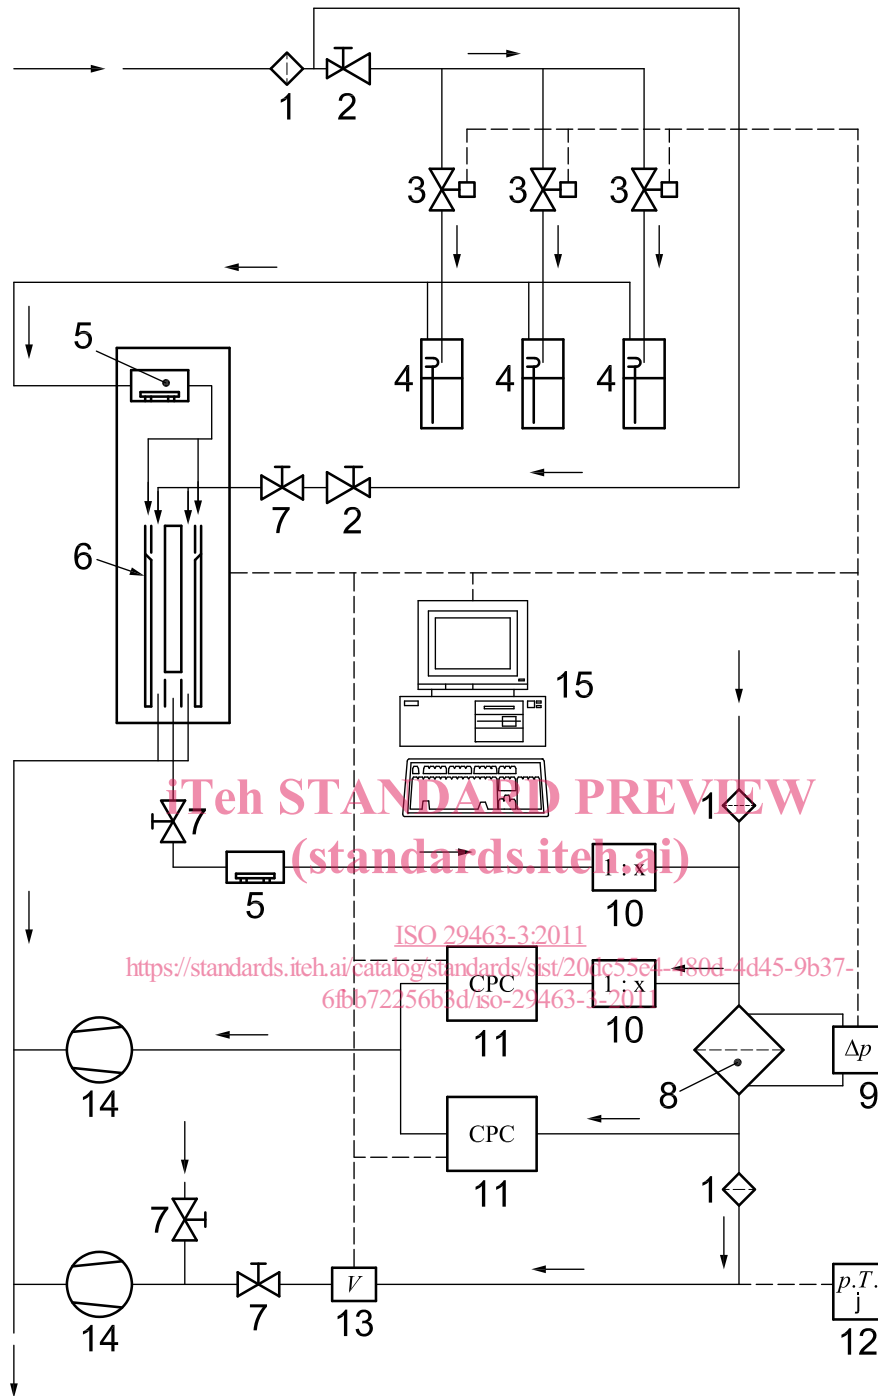 1
2
3
3
3
5
4
4
4
7
2
6
15
iTeh STANDARD PREVIEW
1
7
(standards.iteh.ai)
1 : x
5
10
ISO 29463-3:2011
https://standards.iteh.ai/catalog/standards/sist/20dc55e4-480d-4d45-9b37-
6fbb72256b3d/iso-29463-3-2011
CPC
1 : x
11
10
Δp
8
9
14
CPC
11
1
7
V
p.T.
j
7
13
14
12